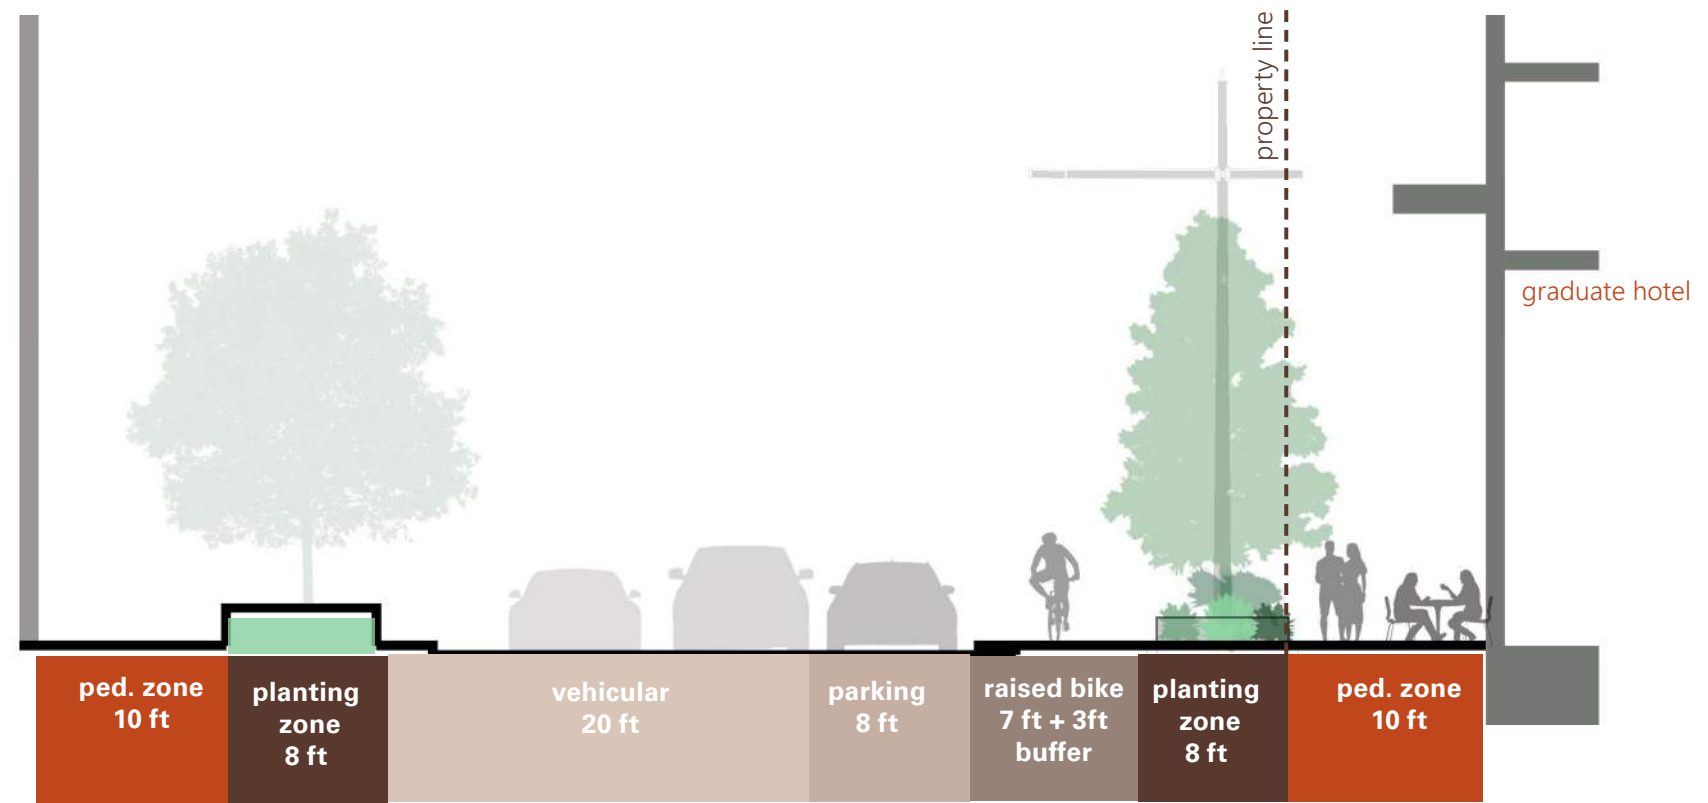 property line
graduate hotel
ped. zone
10 ft
planting
zone
8 ft
vehicular
20 ft
parking
8 ft
raised bike
7 ft + 3ft
buffer
planting
zone
8 ft
ped. zone
10 ft